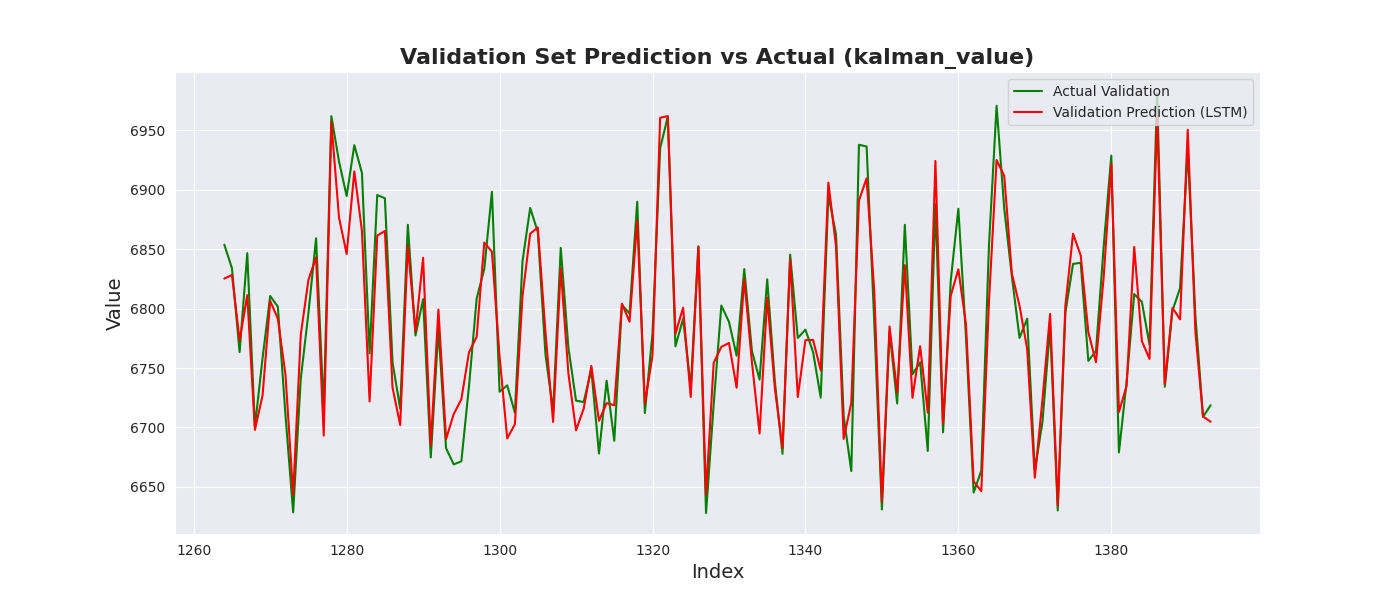 Validation Set Prediction vs Actual (kalman_value)
Actual Validation
Validation Prediction (LSTM)
Value
6950
6900
6850
6800
6750
6700
6650
1260 1280 1300 1320 1340 1360 1380
Index